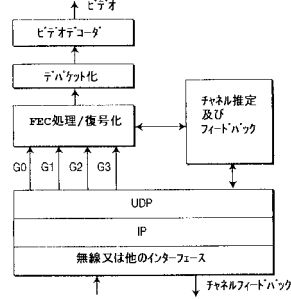 ビデオ
ビデオデコーダ
デパケット化
FEC処理/復号化
チャネル推定
及び
フィードバック
G0 G1 G2 G3
UDP
IP
無線又は他のインターフェース
チャネルフィードバック